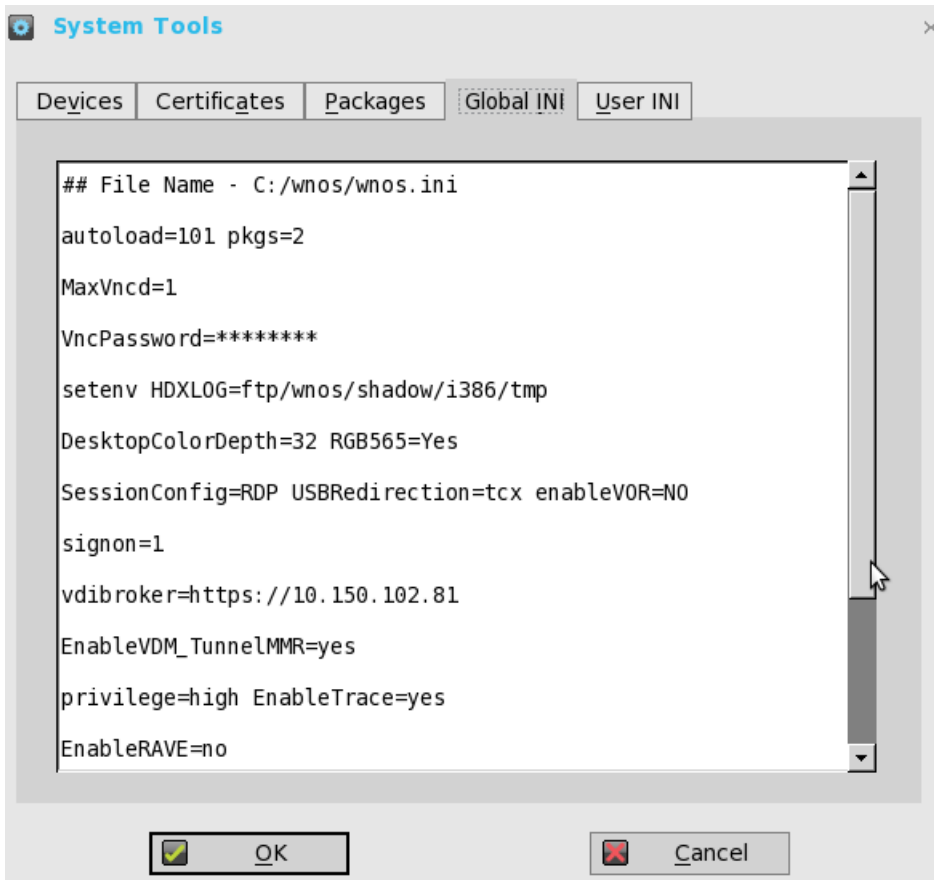 System Tools
Devices Certificates Packages Global INI User INI
## File Name - C:/wnos/wnos.ini
autoload=101 pkgs=2
MaxVncd=1
VncPassword=********
setenv HDXLOG=ftp/wnos/shadow/i386/tmp
DesktopColorDepth=32 RGB565=Yes
SessionConfig=RDP USBRedirection=tcx enableVOR=NO
signon=1
vdibroker=https://10.150.102.81
EnableVDM_TunnelMMR=yes
privilege=high EnableTrace=yes
EnableRAVE=no
OK Cancel